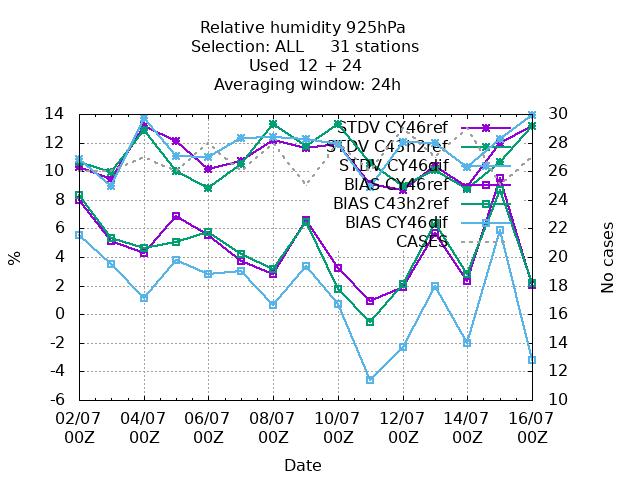 Relative humidity 925hPa
Selection: ALL 31 stations
Used 12 + 24
Averaging window: 24h
14 30
STDV CY46ref
12 28
STDV C43h2ref
STDV CY46dif
10 26
BIAS CY46ref
8 24
BIAS C43h2ref
6 22
BIAS CY46dif
CASES
4 20
2 18
0 16
-2 14
-4 12
-6 10
%
No cases
02/07 04/07 06/07 08/07 10/07 12/07 14/07 16/07
00Z 00Z 00Z 00Z 00Z 00Z 00Z 00Z
Date